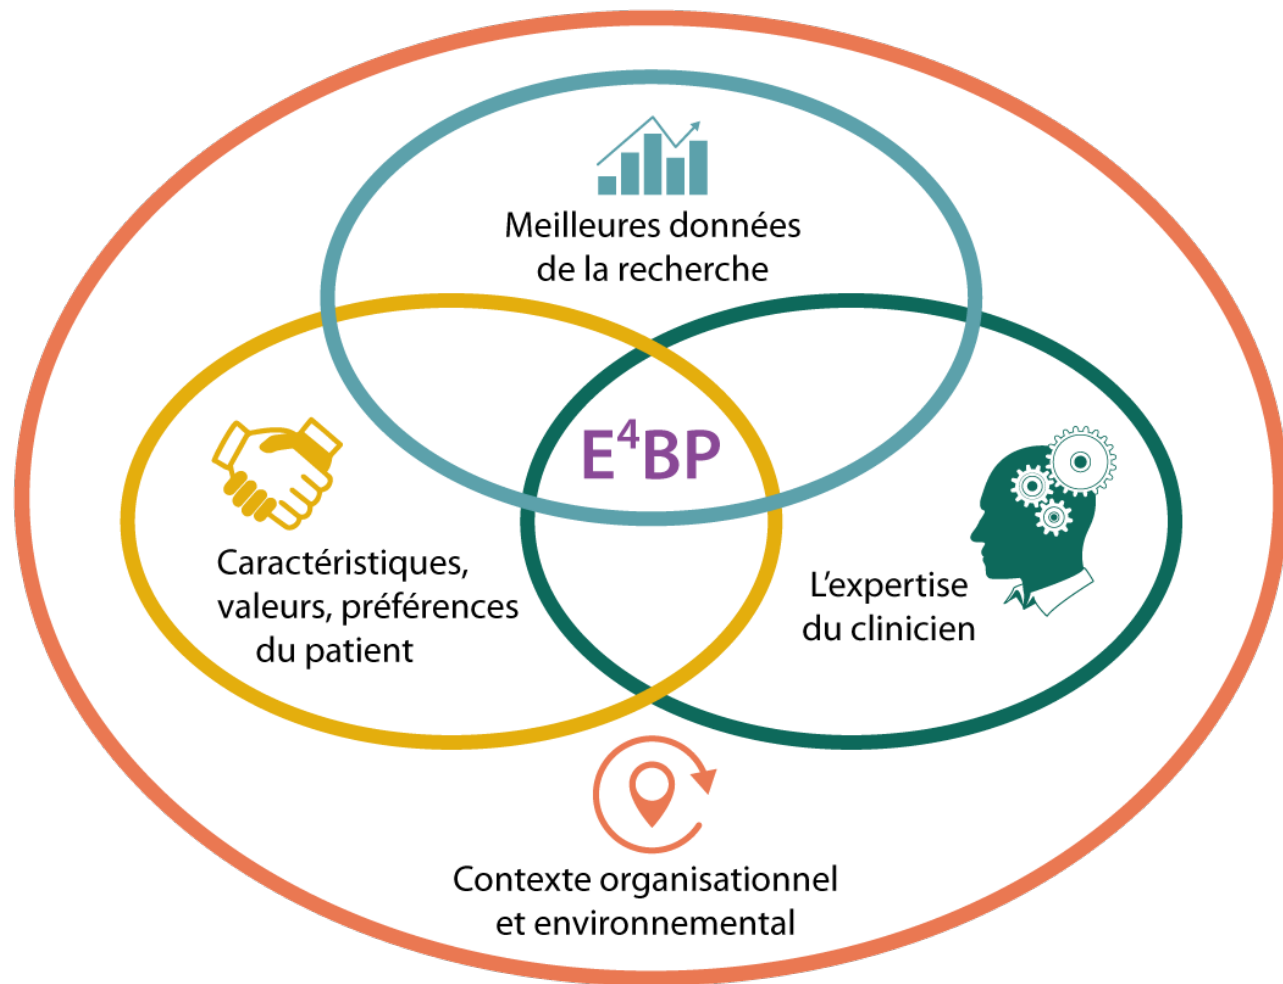 Meilleures données
de la recherche
E⁴BP
Caractéristiques,
valeurs, préférences
du patient
L’expertise
du clinicien
Contexte organisationnel
et environnemental